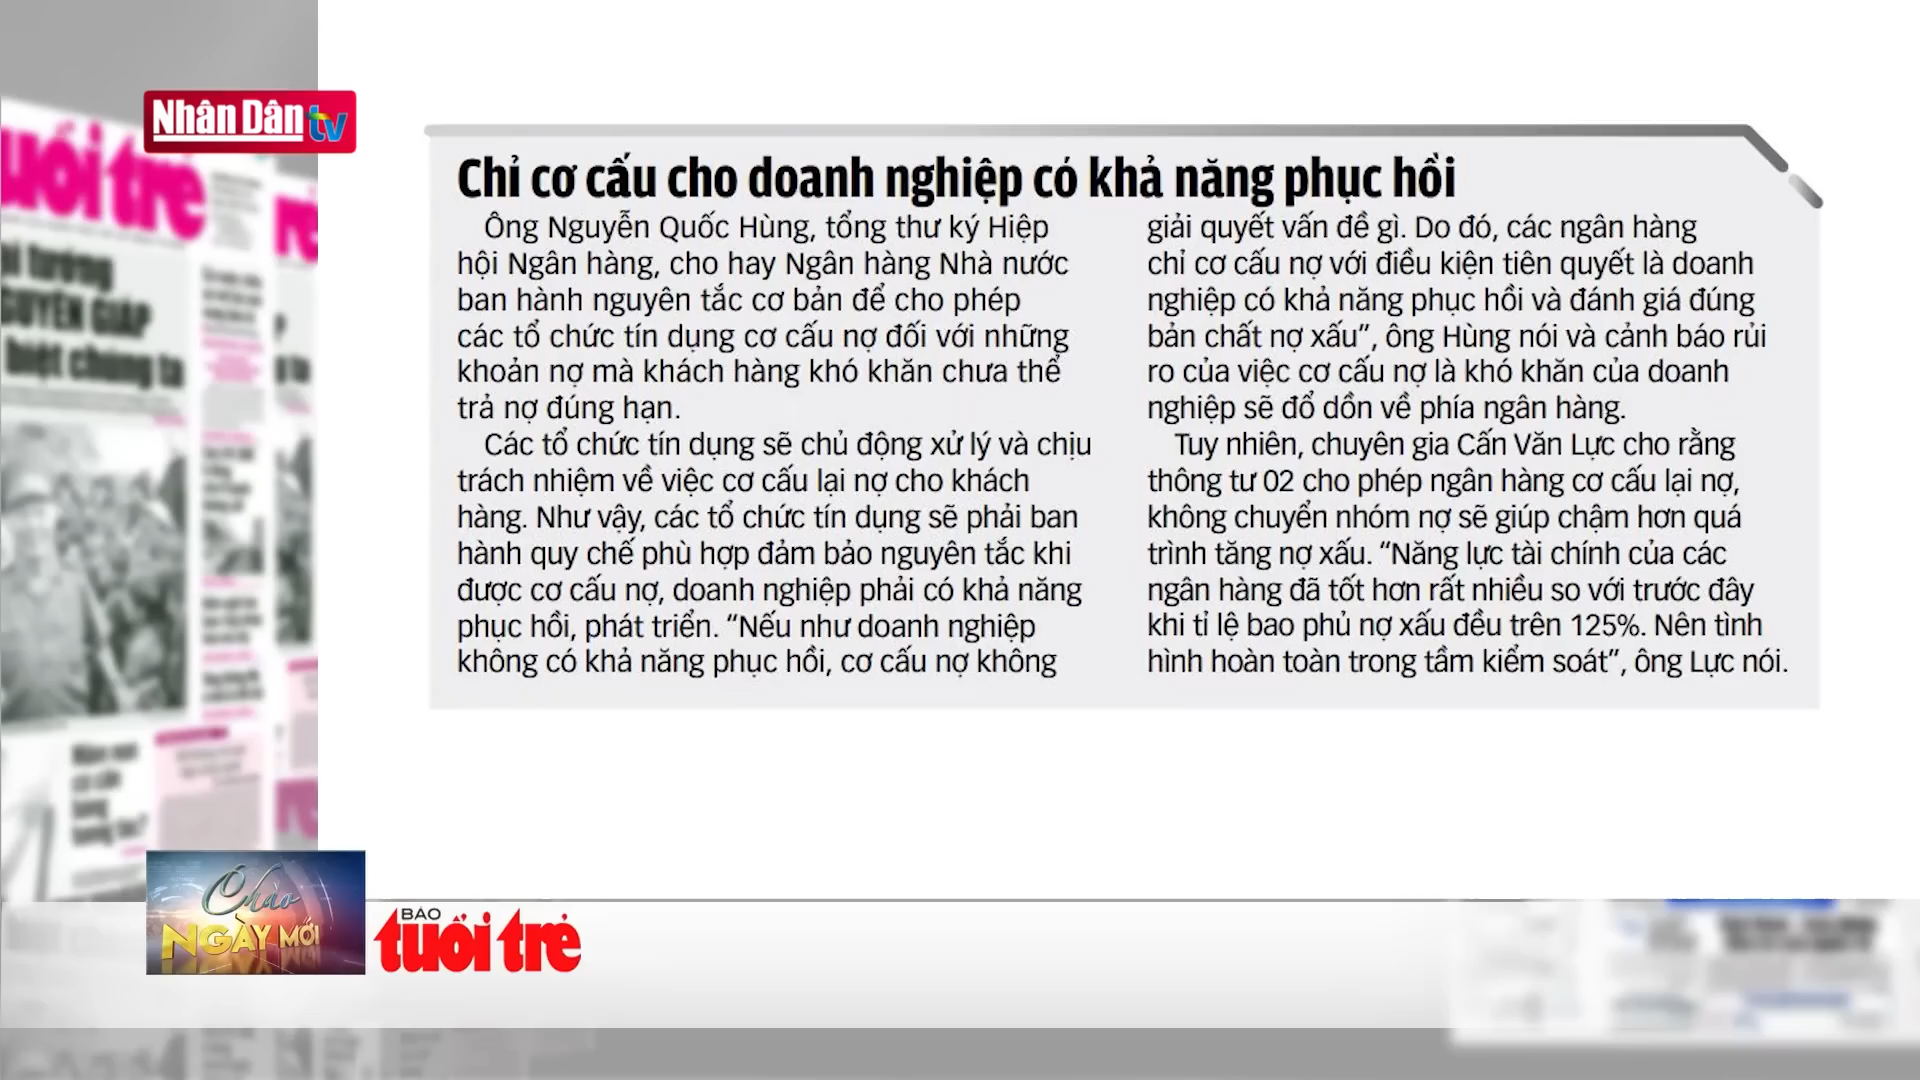 Nhân Dân tv
Chỉ cơ cấu cho doanh nghiệp có khả năng phục hồi
Ông Nguyễn Quốc Hùng, tổng thư ký Hiệp
hội Ngân hàng, cho hay Ngân hàng Nhà nước
ban hành nguyên tắc cơ bản để cho phép
các tổ chức tín dụng cơ cấu nợ đối với những
khoản nợ mà khách hàng khó khăn chưa thể
trả nợ đúng hạn.
Các tổ chức tín dụng sẽ chủ động xử lý và chịu
trách nhiệm về việc cơ cấu lại nợ cho khách
hàng. Như vậy, các tổ chức tín dụng sẽ phải ban
hành quy chế phù hợp đảm bảo nguyên tắc khi
được cơ cấu nợ, doanh nghiệp phải có khả năng
phục hồi, phát triển. “Nếu như doanh nghiệp
không có khả năng phục hồi, cơ cấu nợ không
giải quyết vấn đề gì. Do đó, các ngân hàng
chỉ cơ cấu nợ với điều kiện tiên quyết là doanh
nghiệp có khả năng phục hồi và đánh giá đúng
bản chất nợ xấu”, ông Hùng nói và cảnh báo rủi
ro của việc cơ cấu nợ là khó khăn của doanh
nghiệp sẽ đổ dồn về phía ngân hàng.
Tuy nhiên, chuyên gia Cấn Văn Lực cho rằng
thông tư 02 cho phép ngân hàng cơ cấu lại nợ,
không chuyển nhóm nợ sẽ giúp chậm hơn quá
trình tăng nợ xấu. “Năng lực tài chính của các
ngân hàng đã tốt hơn rất nhiều so với trước đây
khi tỉ lệ bao phủ nợ xấu đều trên 125%. Nên tình
hình hoàn toàn trong tầm kiểm soát”, ông Lực nói.
Chào
NGÀY MỚI
BÁO
tuổi trẻ